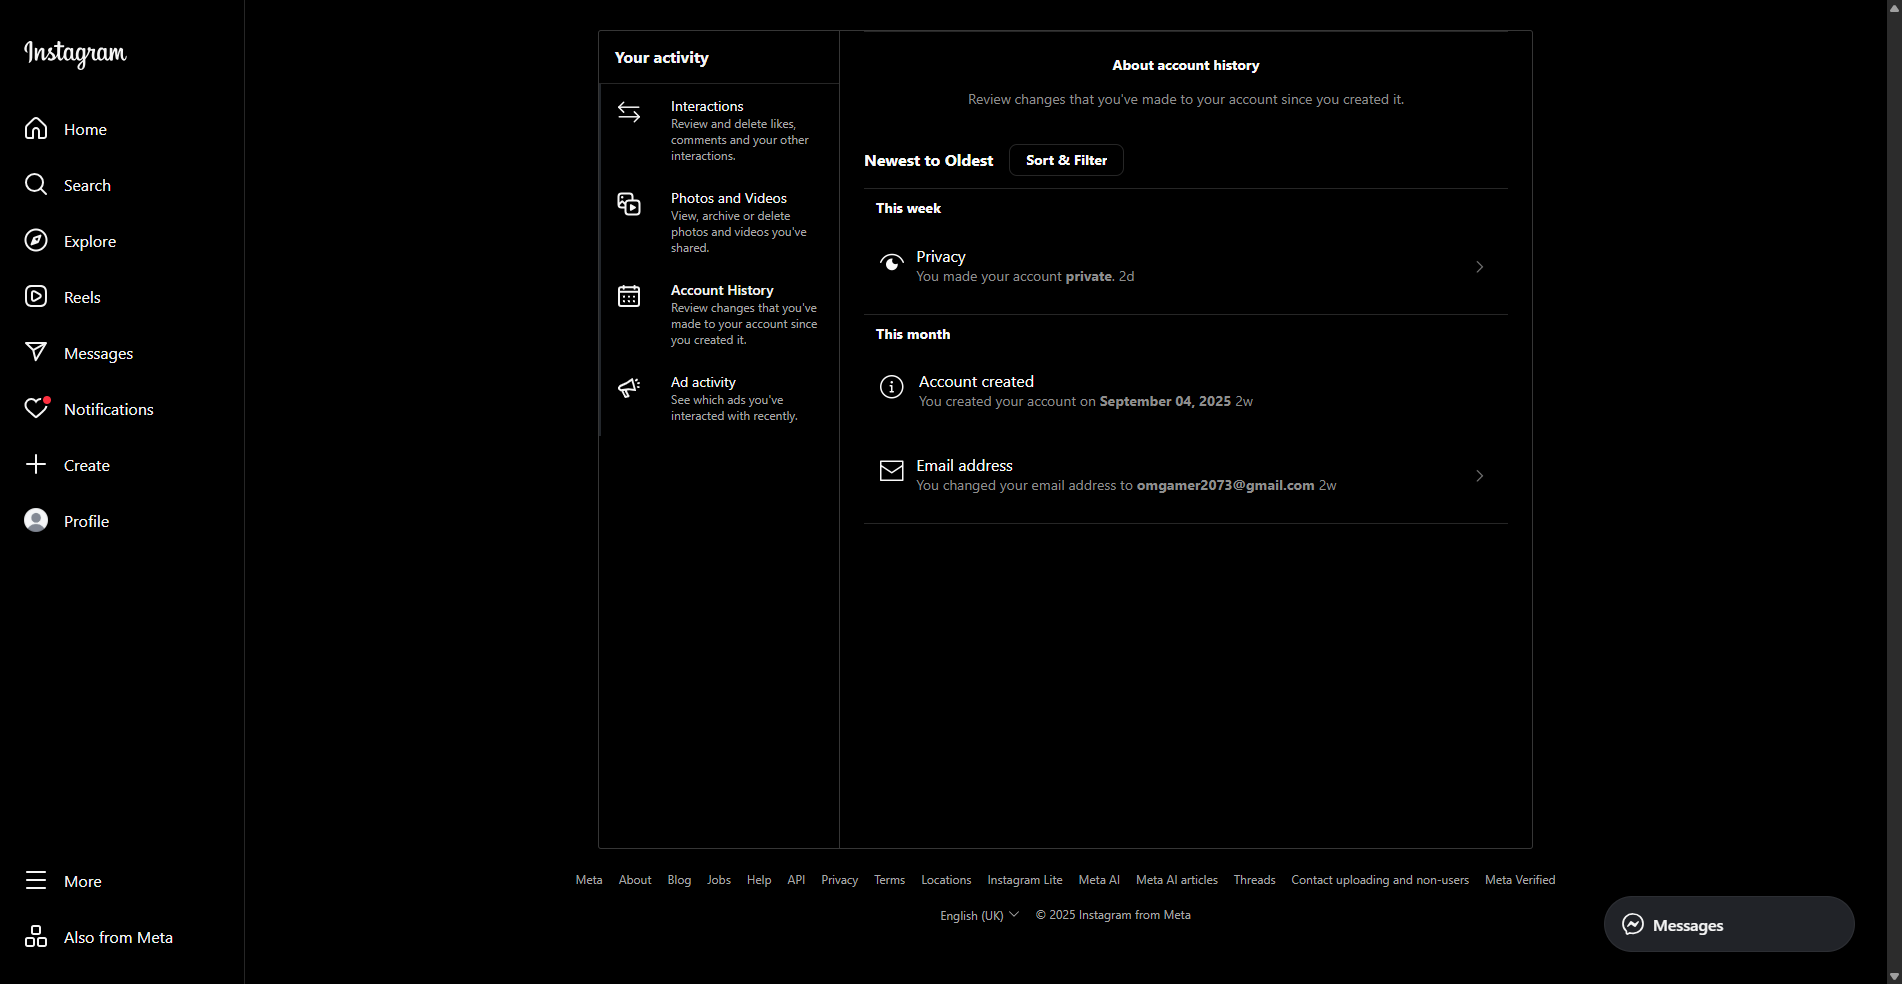 Instagram
Home
Search
Explore
Reels
Messages
Notifications
Create
Profile
More
Also from Meta
Your activity
Interactions
Review and delete likes,
comments and your other
interactions.
Photos and Videos
View, archive or delete
photos and videos you've
shared.
Account History
Review changes that you've
made to your account since
you created it.
Ad activity
See which ads you've
interacted with recently.
About account history
Review changes that you've made to your account since you created it.
Newest to Oldest Sort & Filter
This week
Privacy
You made your account private. 2d
This month
Account created
You created your account on September 04, 2025 2w
Email address
You changed your email address to omgamer2073@gmail.com 2w
Meta About Blog Jobs Help API Privacy Terms Locations Instagram Lite Meta AI Meta AI articles Threads Contact uploading and non-users Meta Verified
English (UK) © 2025 Instagram from Meta
Messages